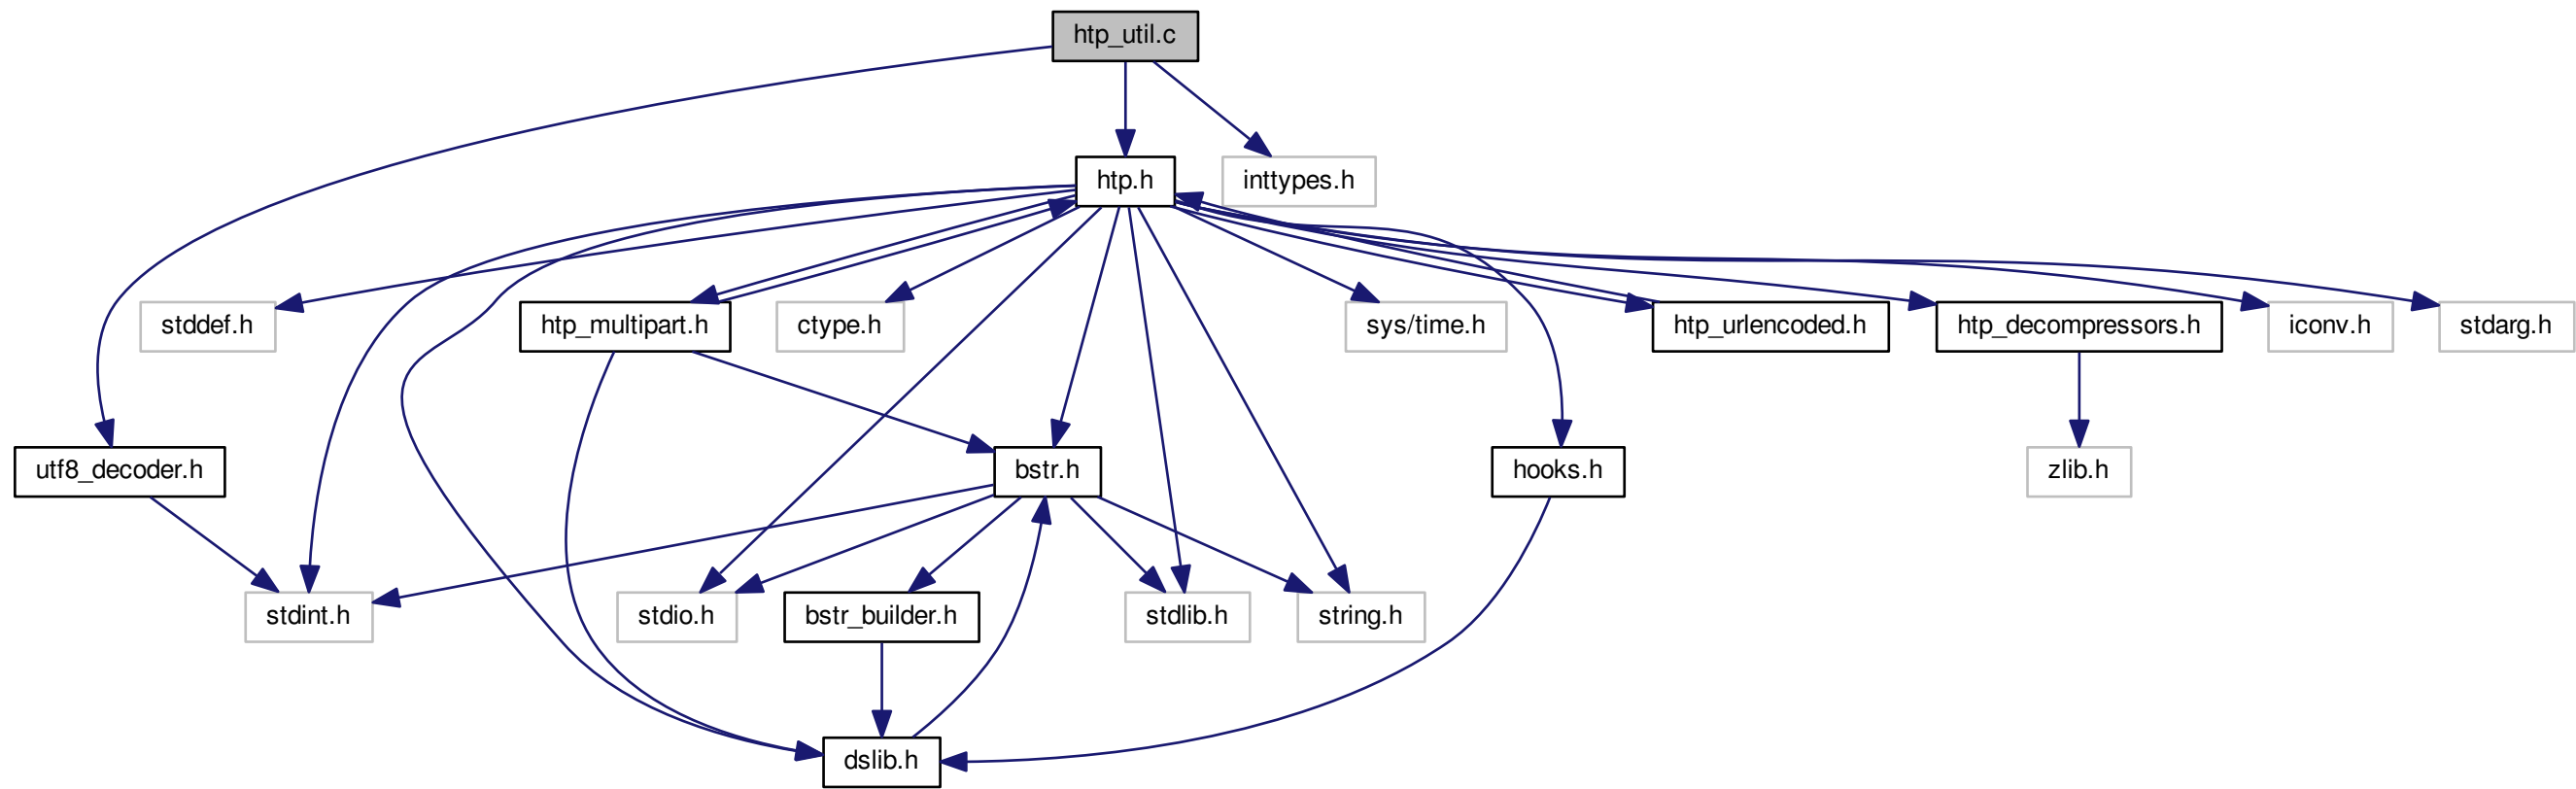 htp_util.c
htp.h
inttypes.h
stddef.h
htp_multipart.h
ctype.h
sys/time.h
htp_urlencoded.h
htp_decompressors.h
iconv.h
stdarg.h
utf8_decoder.h
bstr.h
hooks.h
zlib.h
stdint.h
stdio.h
bstr_builder.h
stdlib.h
string.h
dslib.h